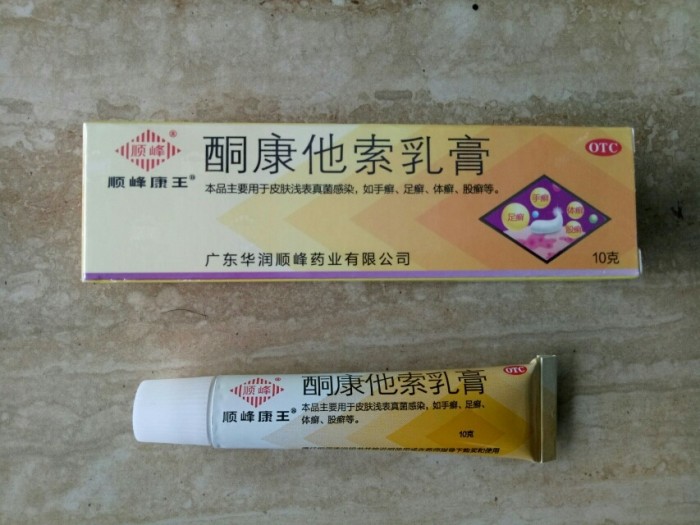 顺峰®
顺峰康王®
酮康他索乳膏
OTC
本品主要用于皮肤浅表真菌感染，如手癣、足癣、体癣、股癣等。
手癣
足癣
体癣
股癣
广东华润顺峰药业有限公司
10克
顺峰®
顺峰康王®
酮康他索乳膏
OTC
本品主要用于皮肤浅表真菌感染，如手癣、足癣、
体癣、股癣等。
10克